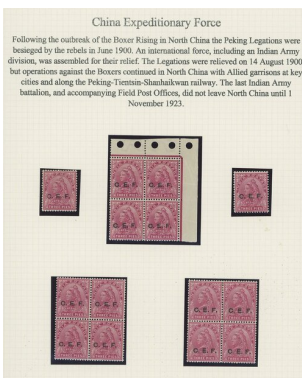 China Expeditionary Force
Following the outbreak of the Boxer Rising in North China the Peking Legations were
besieged by the rebels in June 1900. An international force, including an Indian Army
division, was assembled for their relief. The Legations were relieved on 14 August 1900
but operations against the Boxers continued in North China with Allied garrisons at key
cities and along the Peking-Tientsin-Shanhaikwan railway. The last Indian Army
battalion, and accompanying Field Post Offices, did not leave North China until 1
November 1923.
C. E. F.
C. E. F. C. E. F.
C. E. F.
C. E. F. C. E. F.
C. E. F. C. E. F.
C. E. F. C. E. F.
C. E. F. C. E. F.
C. E. F. C. E. F.